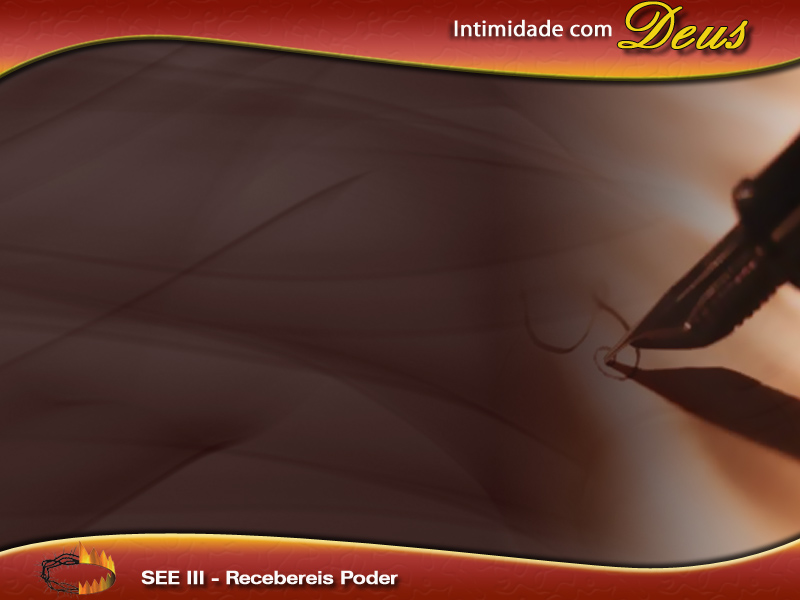 Intimidade com Deus
SEE III - Recebereis Poder